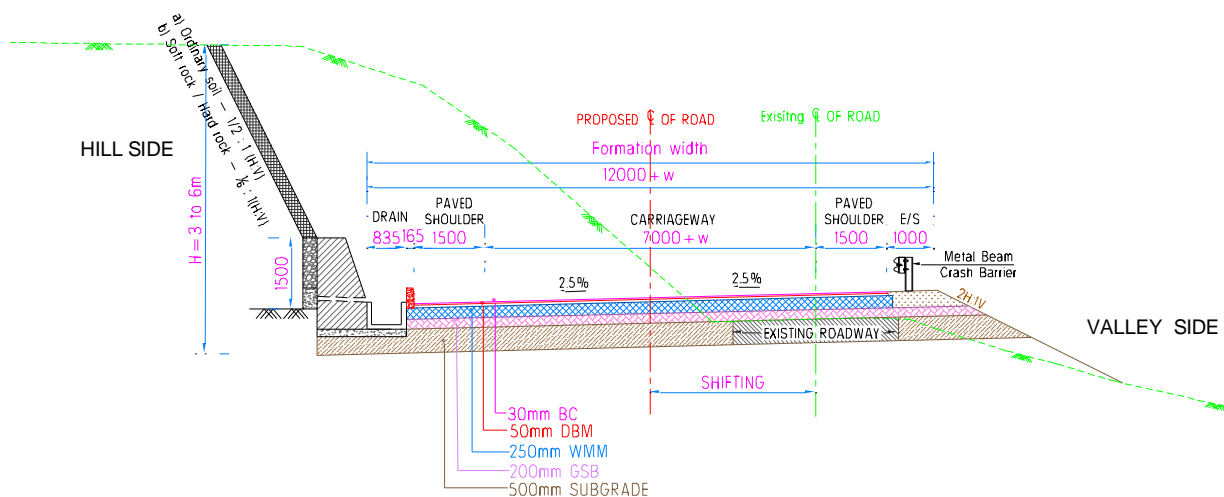 a) Ordinary soil – 1/2 : 1 (H:V)
b) Soft rock / Hard rock – 1/6 : 1(H:V)
HILL SIDE
H = 3 to 6m
1500
PROPOSED ℄ OF ROAD
Exisitng ℄ OF ROAD
Formation width
12000+w
DRAIN
835
165
PAVED
SHOULDER
1500
CARRIAGEWAY
7000+w
PAVED
SHOULDER
1500
E/S
1000
Metal Beam
Crash Barrier
2.5%
2.5%
2H:1V
VALLEY SIDE
EXISTING ROADWAY
SHIFTING
30mm BC
50mm DBM
250mm WMM
200mm GSB
500mm SUBGRADE